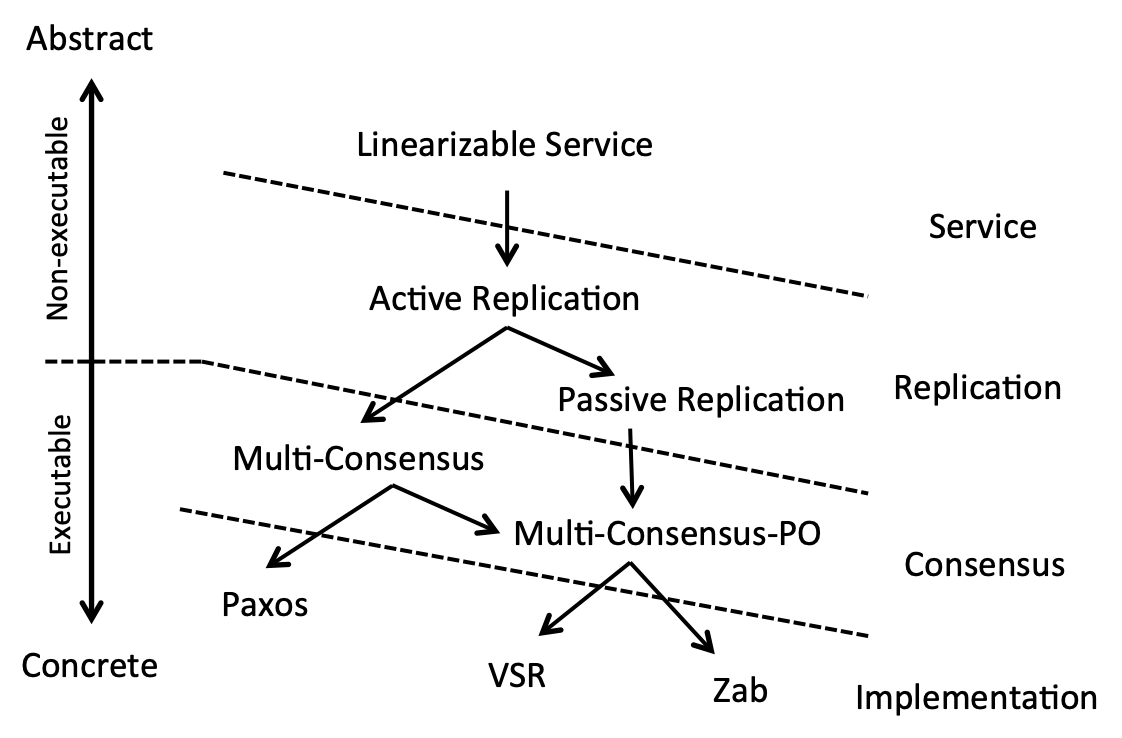 Abstract
Non-executable
Linearizable Service
Service
Active Replication
Replication
Passive Replication
Executable
Multi-Consensus
Multi-Consensus-PO
Consensus
Paxos
Concrete
VSR
Zab
Implementation